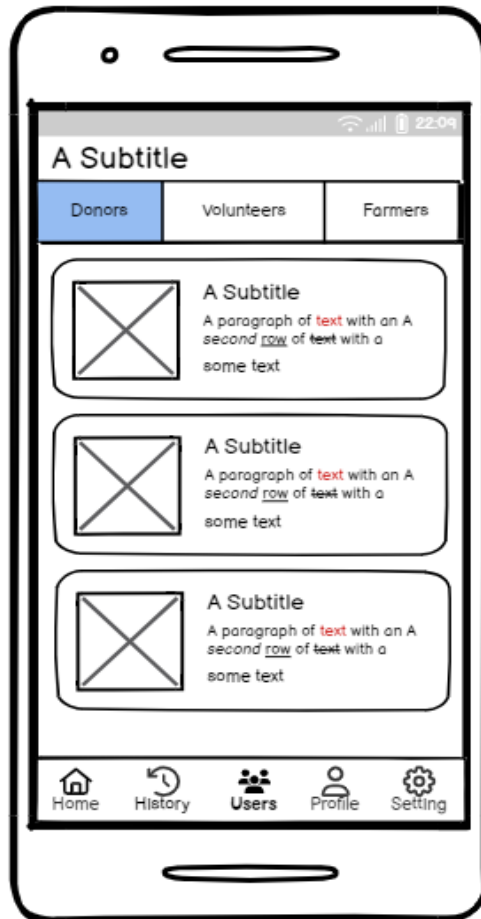 22:09
A Subtitle
Donors Volunteers Farmers
A Subtitle
A paragraph of text with an A
second row of text with a
some text
A Subtitle
A paragraph of text with an A
second row of text with a
some text
A Subtitle
A paragraph of text with an A
second row of text with a
some text
Home History Users Profile Setting